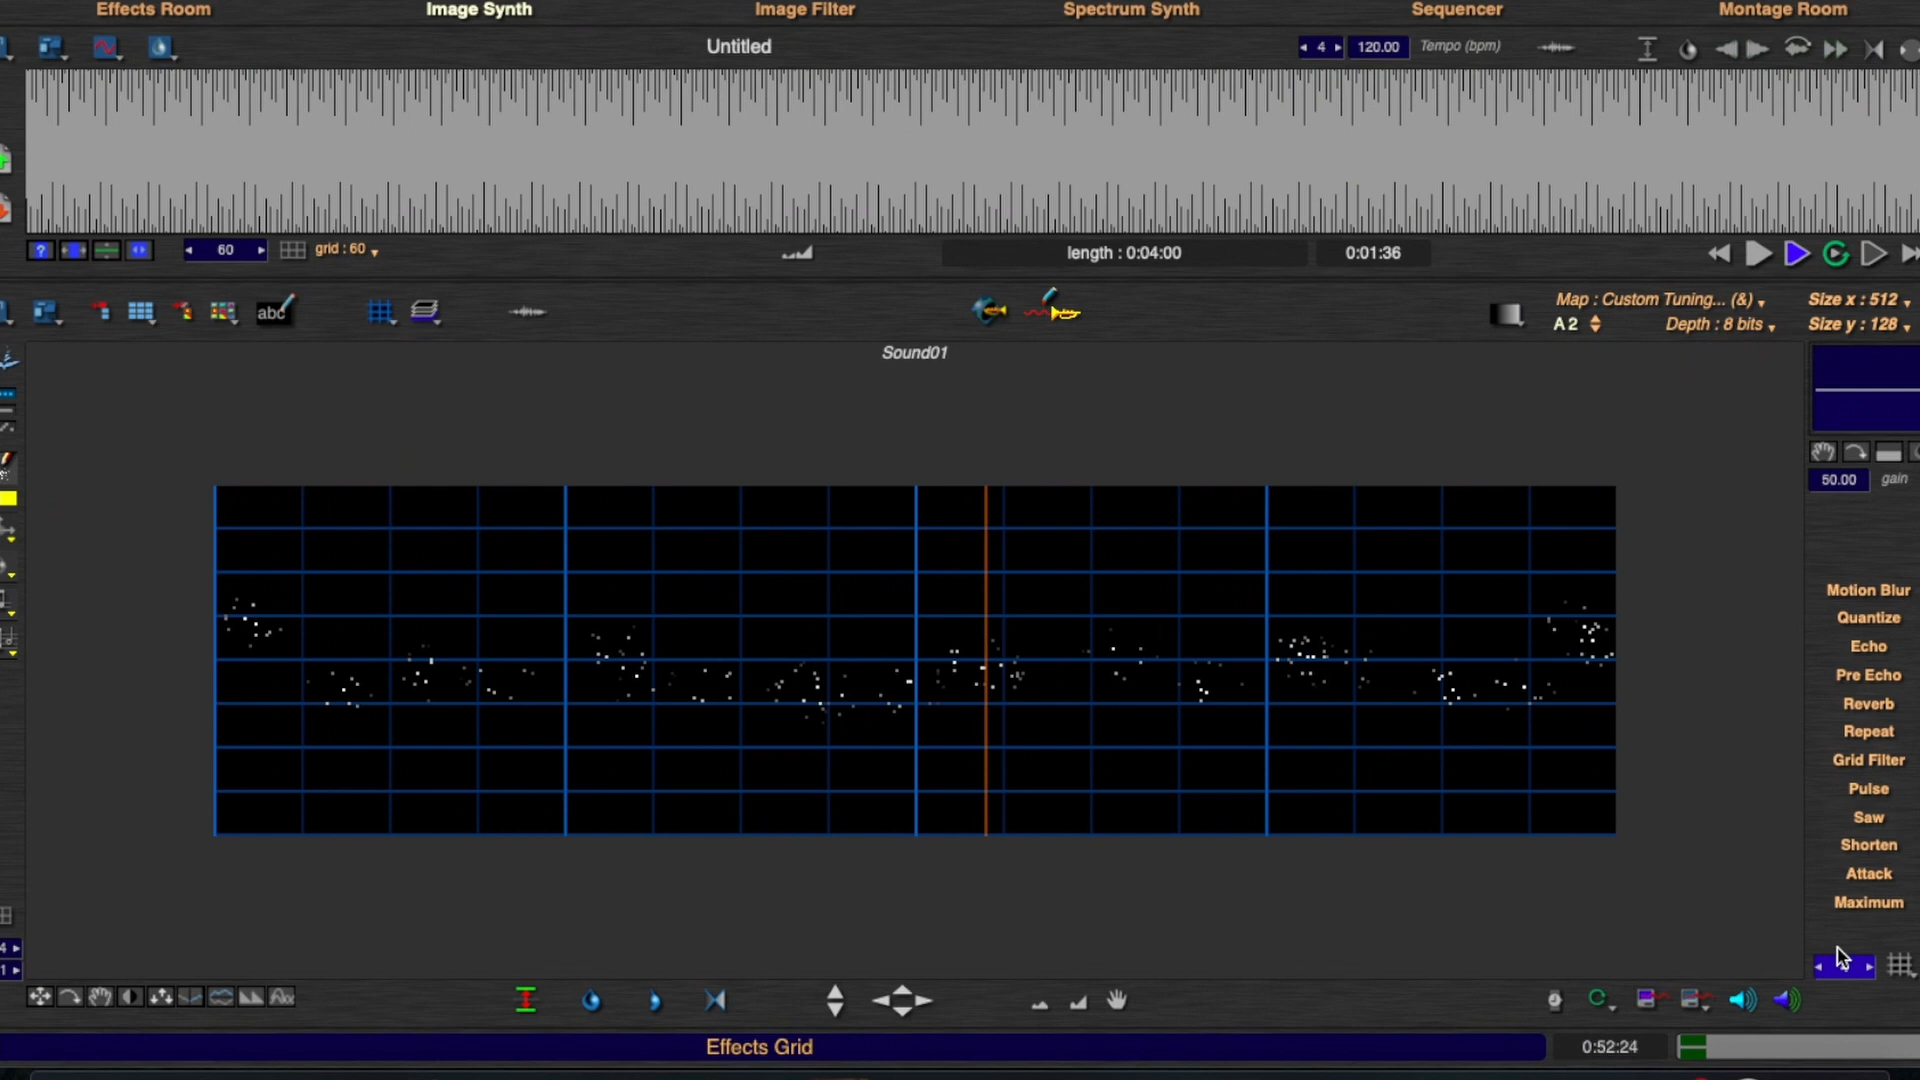 Effects Room Image Synth Image Filter Spectrum Synth Sequencer Montage Room
Untitled 4 120.00 Tempo (bpm)
60 grid : 60 length : 0:04:00 0:01:36
abc
Map : Custom Tuning... (&) Size x : 512
A 2 Depth : 8 bits Size y : 128
Sound01
50.00 gain
Motion Blur
Quantize
Echo
Pre Echo
Reverb
Repeat
Grid Filter
Pulse
Saw
Shorten
Attack
Maximum
4
1
Effects Grid 0:52:24